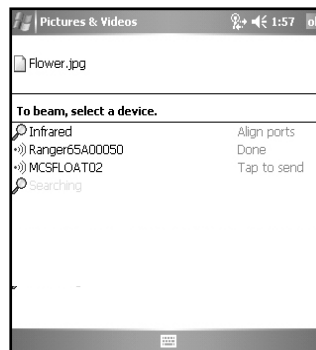 Pictures & Videos 1:57 ok
Flower.jpg
To beam, select a device.
Infrared Align ports
Ranger65A00050 Done
MCSFLOAT02 Tap to send
Searching